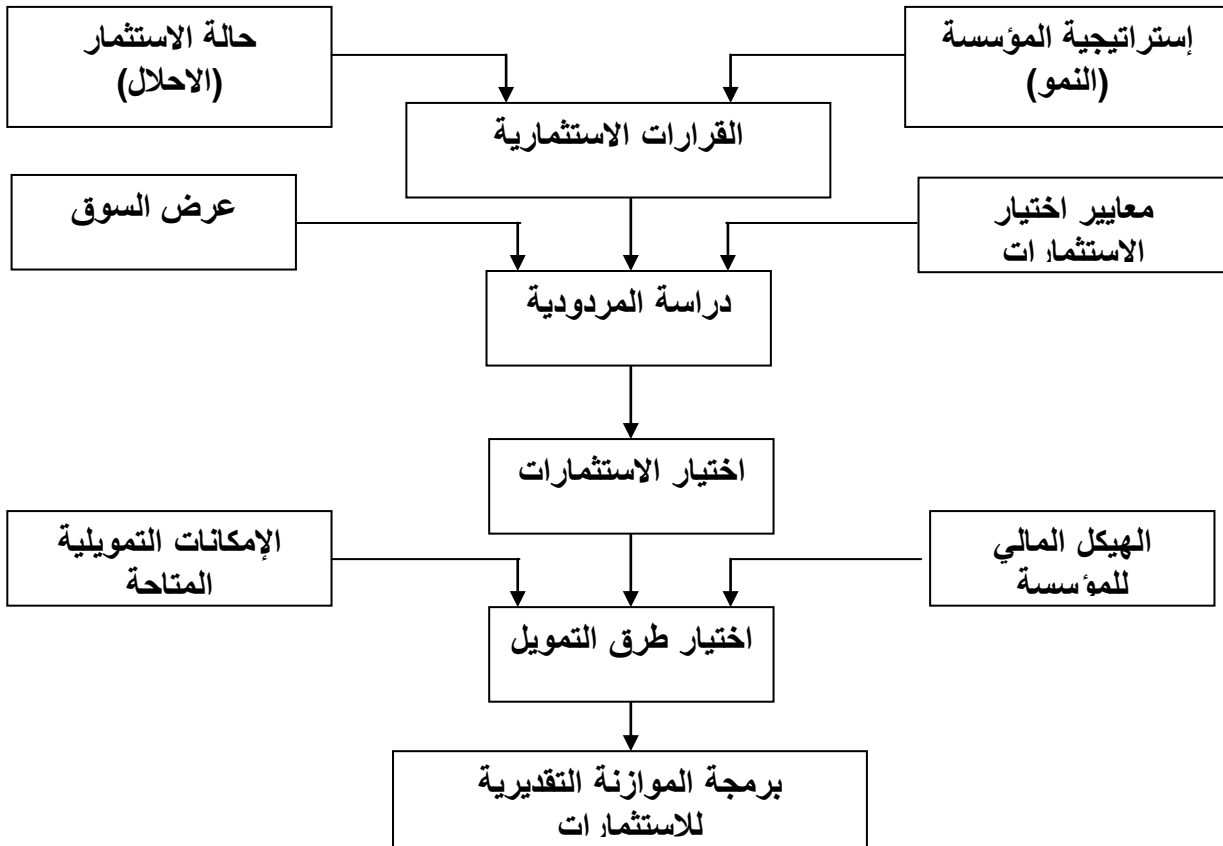 إستراتيجية المؤسسة
(النمو)
حالة الاستثمار
(الاحلال)
القرارات الاستثمارية
معايير اختيار
الاستثمارات
عرض السوق
دراسة المردودية
اختيار الاستثمارات
الهيكل المالي
للمؤسسة
الإمكانات التمويلية
المتاحة
اختيار طرق التمويل
برمجة الموازنة التقديرية
للاستثمارات